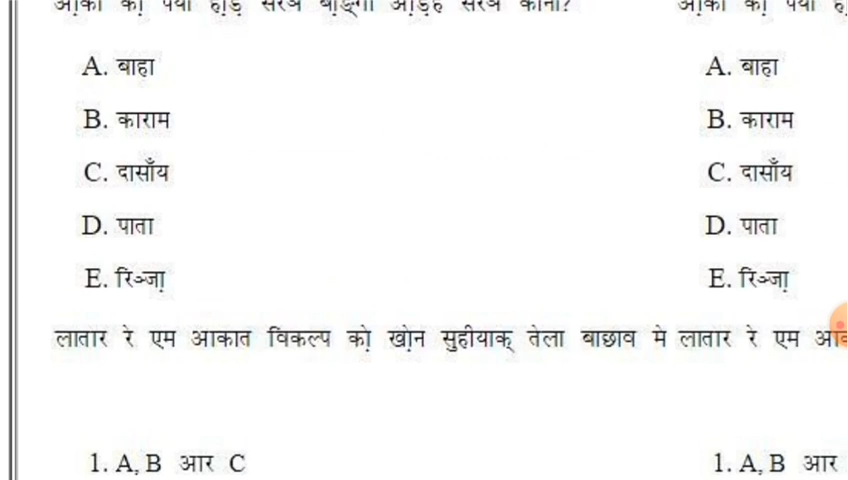 A. बाहा
A. बाहा
B. काराम
B. काराम
C. दासाँय
C. दासाँय
D. पाता
D. पाता
E. रिञ्जा़
E. रिञ्जा़
लातार रे एम आकात विकल्प को़ खो़न सुहीयाक् तेला बाछाव मे लातार रे एम
1. A, B आर C
1. A, B आर